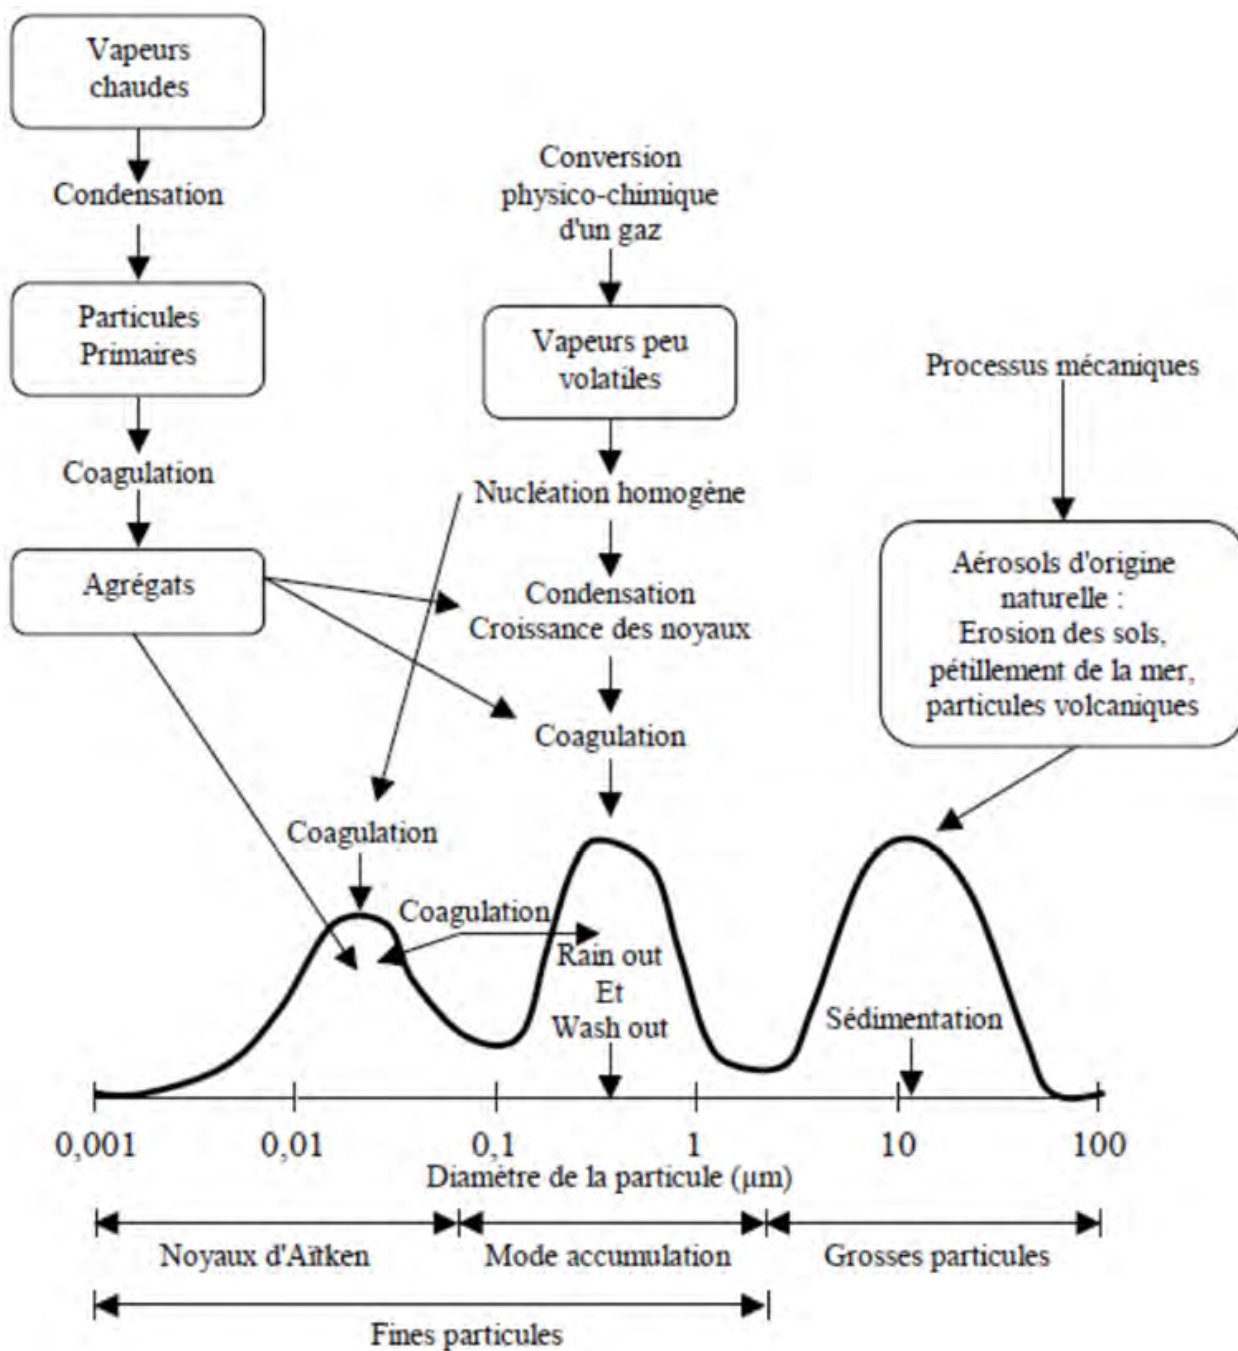 Vapeurs
chaudes
Condensation
Particules
Primaires
Coagulation
Agrégats
Conversion
physico-chimique
d'un gaz
Vapeurs peu
volatiles
Nucléation homogène
Condensation
Croissance des noyaux
Coagulation
Processus mécaniques
Aérosols d'origine
naturelle :
Erosion des sols,
pétillement de la mer,
particules volcaniques
Coagulation
Coagulation
Rain out
Et
Wash out
Sédimentation
0,001 0,01 0,1 1 10 100
Diamètre de la particule (µm)
Noyaux d'Aïtken Mode accumulation Grosses particules
Fines particules